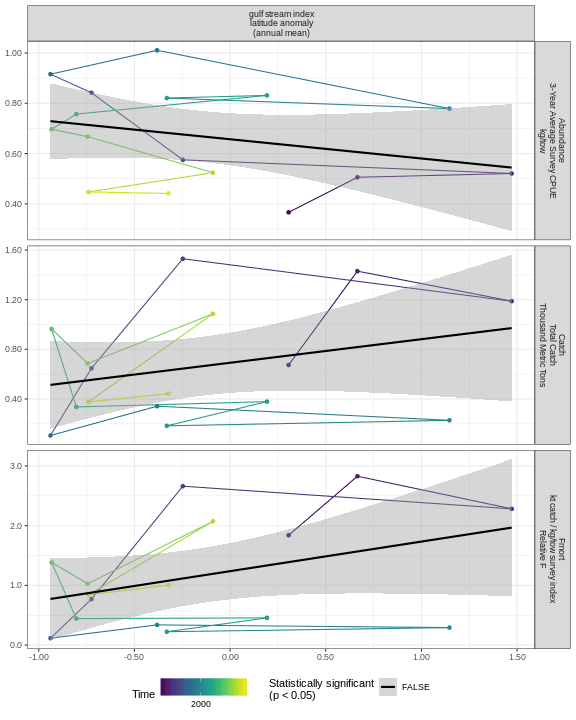 gulf stream index
latitude anomaly
(annual mean)
1.00
0.80
0.60
0.40
Abundance
3-Year Average Survey CPUE
kg/tow
1.60
1.20
0.80
0.40
Catch
Total Catch
Thousand Metric Tons
3.0
2.0
1.0
0.0
Fmort
kt catch / kg/tow survey index
Relative F
-1.00
-0.50
0.00
0.50
1.00
1.50
Time
2000
Statistically significant
(p < 0.05)
FALSE